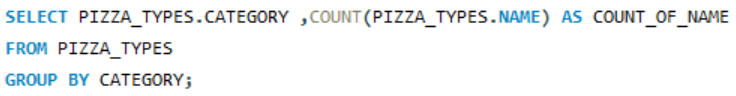 SELECT PIZZA_TYPES.CATEGORY ,COUNT(PIZZA_TYPES.NAME) AS COUNT_OF_NAME
FROM PIZZA_TYPES
GROUP BY CATEGORY;